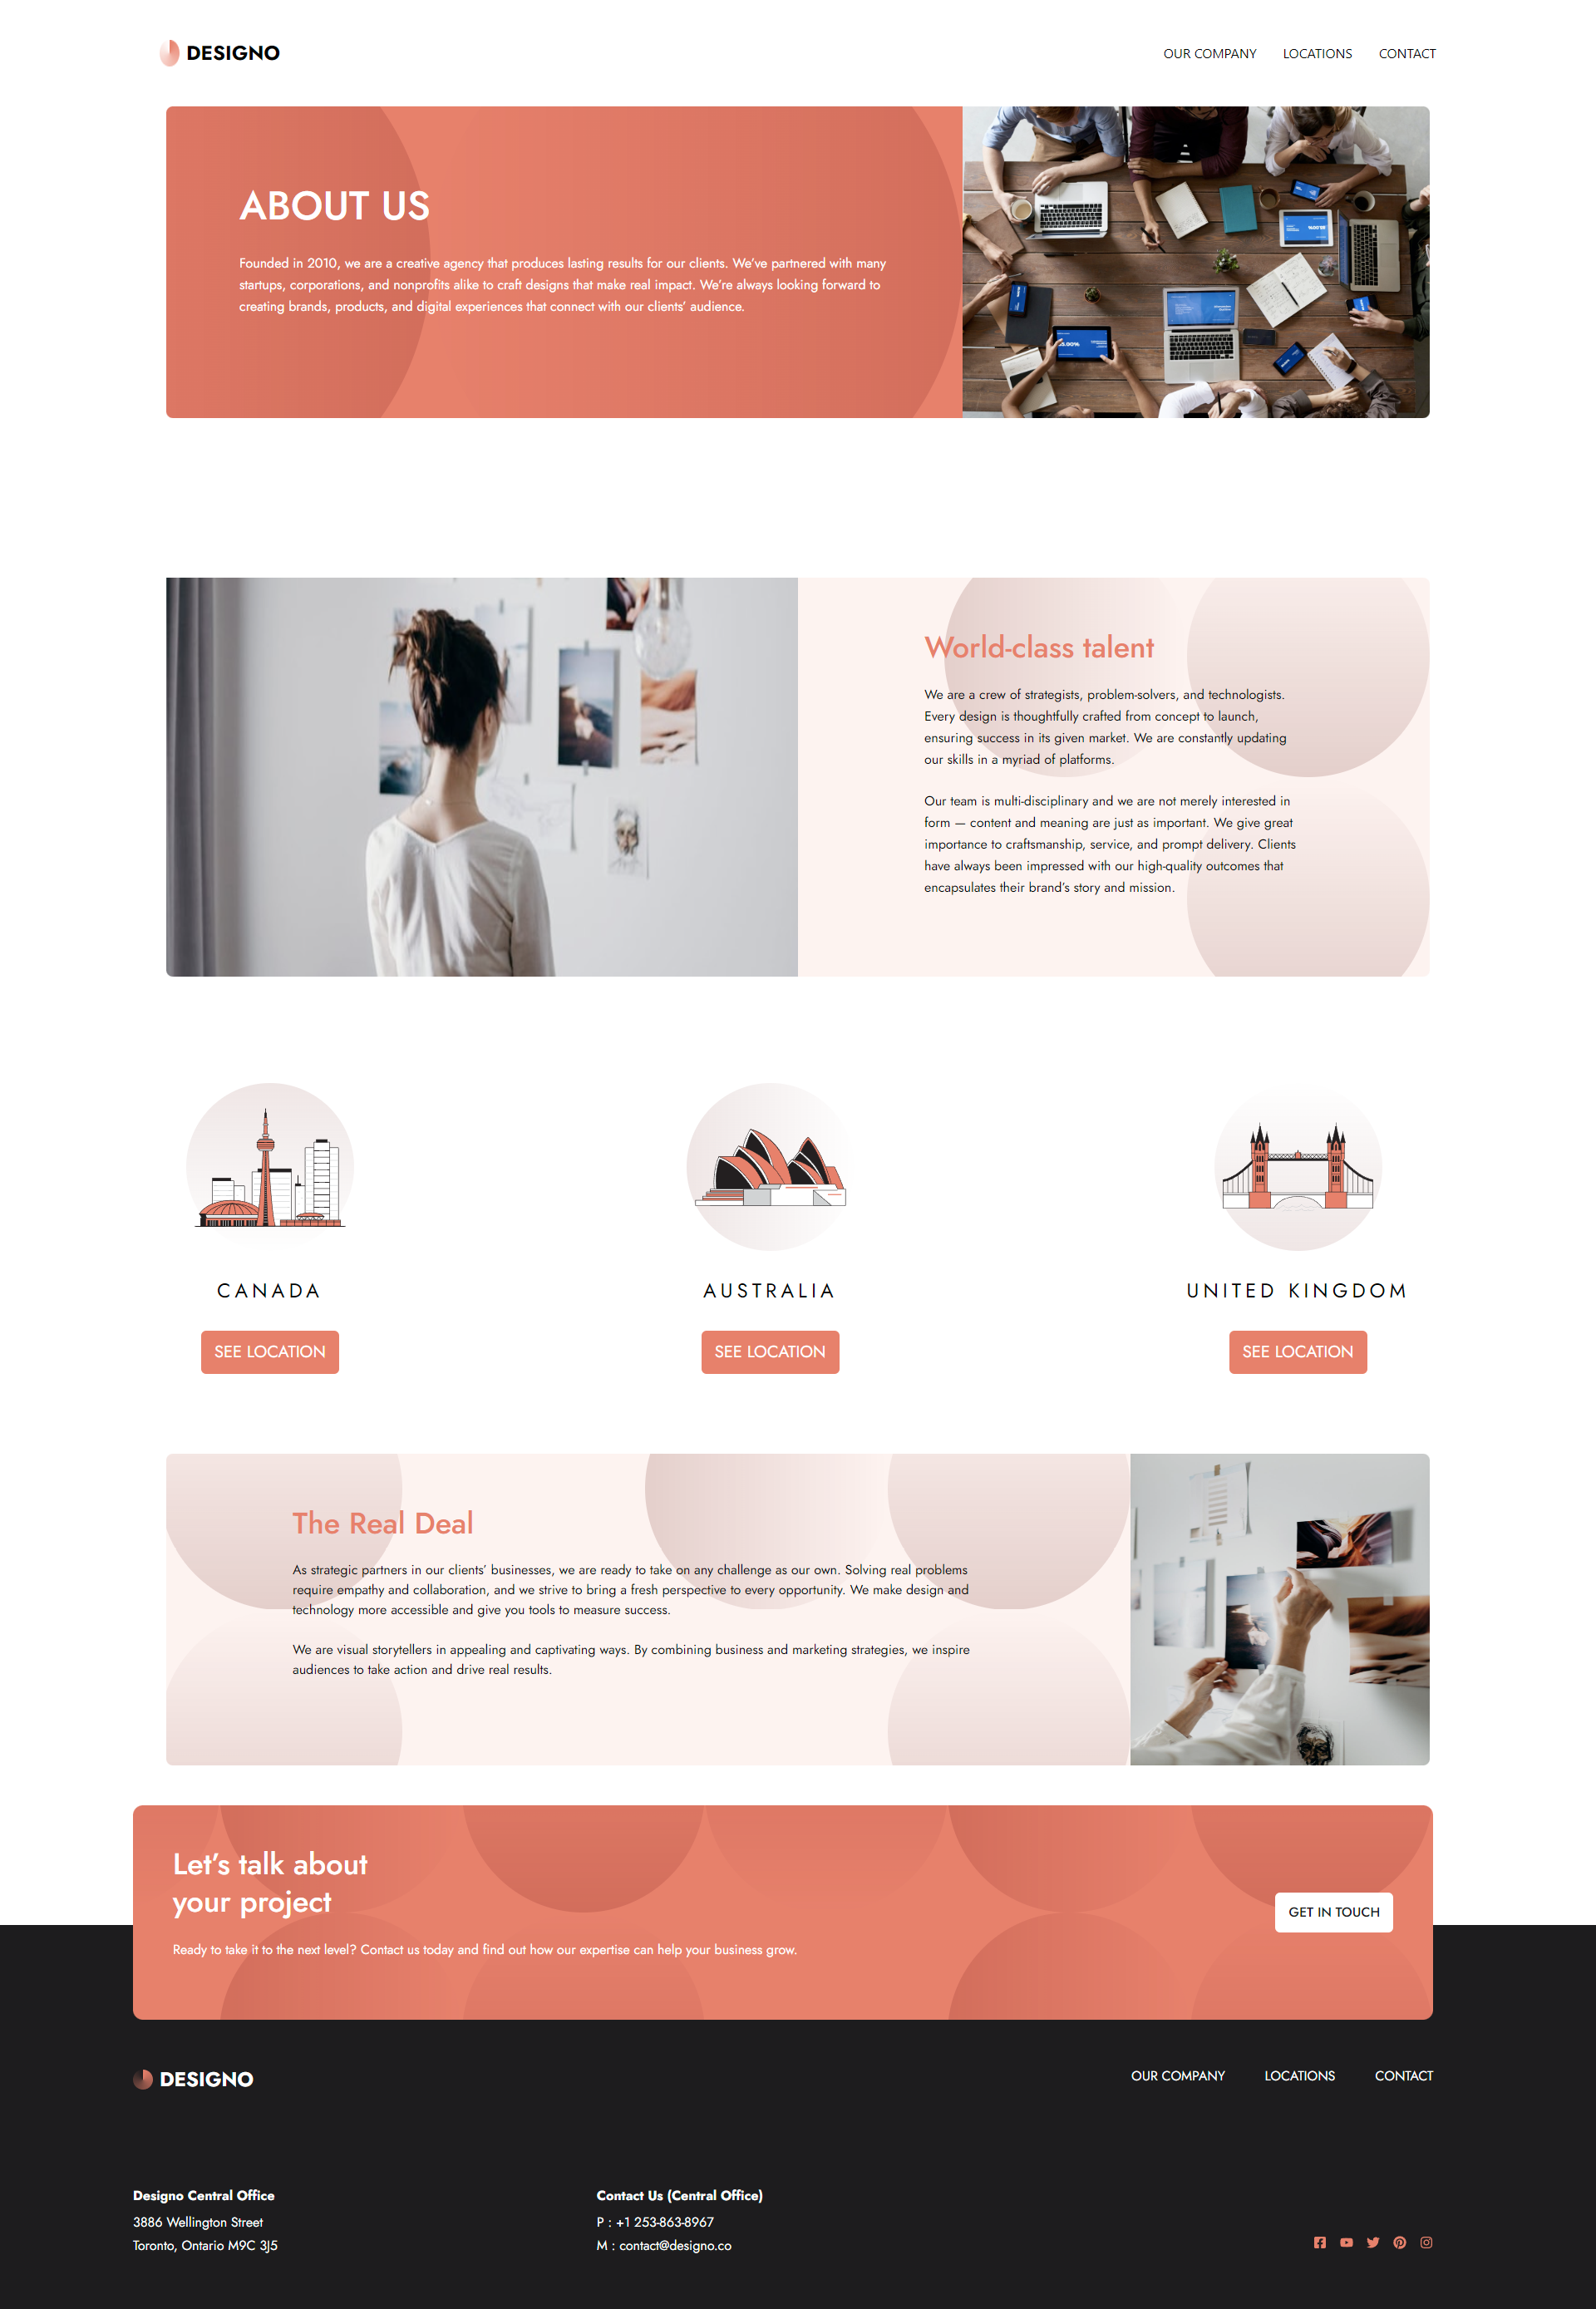 DESIGNO
OUR COMPANY LOCATIONS CONTACT
ABOUT US
Founded in 2010, we are a creative agency that produces lasting results for our clients. We’ve partnered with many
startups, corporations, and nonprofits alike to craft designs that make real impact. We’re always looking forward to
creating brands, products, and digital experiences that connect with our clients’ audience.
World-class talent
We are a crew of strategists, problem-solvers, and technologists.
Every design is thoughtfully crafted from concept to launch,
ensuring success in its given market. We are constantly updating
our skills in a myriad of platforms.
Our team is multi-disciplinary and we are not merely interested in
form — content and meaning are just as important. We give great
importance to craftsmanship, service, and prompt delivery. Clients
have always been impressed with our high-quality outcomes that
encapsulates their brand’s story and mission.
CANADA
SEE LOCATION
AUSTRALIA
SEE LOCATION
UNITED KINGDOM
SEE LOCATION
The Real Deal
As strategic partners in our clients’ businesses, we are ready to take on any challenge as our own. Solving real problems
require empathy and collaboration, and we strive to bring a fresh perspective to every opportunity. We make design and
technology more accessible and give you tools to measure success.
We are visual storytellers in appealing and captivating ways. By combining business and marketing strategies, we inspire
audiences to take action and drive real results.
Let’s talk about
your project
Ready to take it to the next level? Contact us today and find out how our expertise can help your business grow.
GET IN TOUCH
DESIGNO
OUR COMPANY LOCATIONS CONTACT
Designo Central Office
3886 Wellington Street
Toronto, Ontario M9C 3J5
Contact Us (Central Office)
P : +1 253-863-8967
M : contact@designo.co